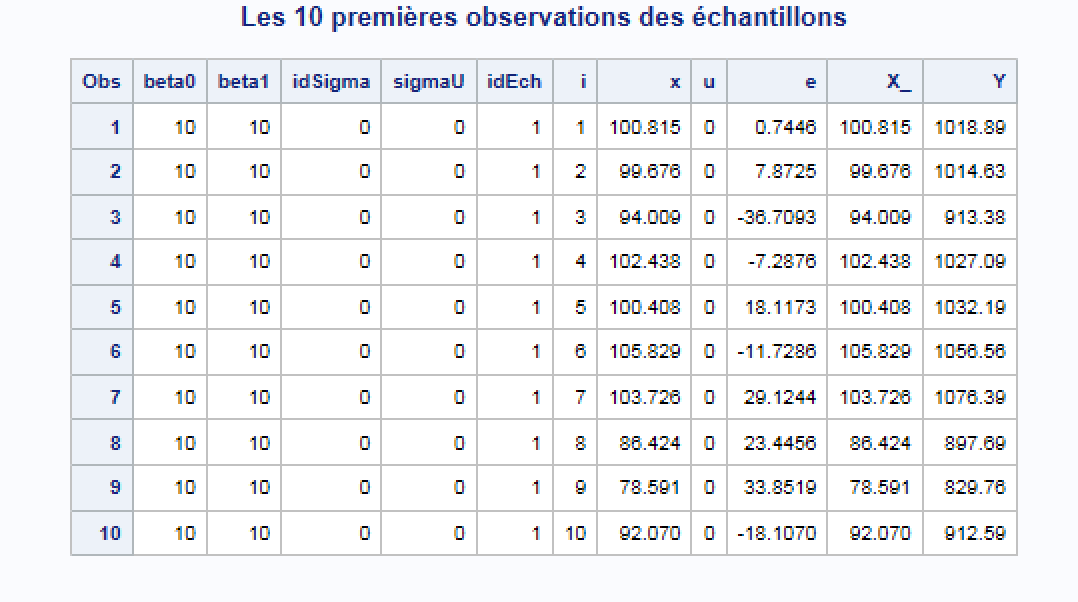 Les 10 premières observations des échantillons
Obs beta0 beta1 idSigma sigmaU idEch i x u e X_ Y
1 10 10 0 0 1 1 100.815 0 0.7446 100.815 1018.89
2 10 10 0 0 1 2 99.676 0 7.8725 99.676 1014.63
3 10 10 0 0 1 3 94.009 0 -36.7093 94.009 913.38
4 10 10 0 0 1 4 102.438 0 -7.2876 102.438 1027.09
5 10 10 0 0 1 5 100.408 0 18.1173 100.408 1032.19
6 10 10 0 0 1 6 105.829 0 -11.7286 105.829 1056.56
7 10 10 0 0 1 7 103.726 0 29.1244 103.726 1076.39
8 10 10 0 0 1 8 86.424 0 23.4456 86.424 897.69
9 10 10 0 0 1 9 78.591 0 33.8519 78.591 829.76
10 10 10 0 0 1 10 92.070 0 -18.1070 92.070 912.59